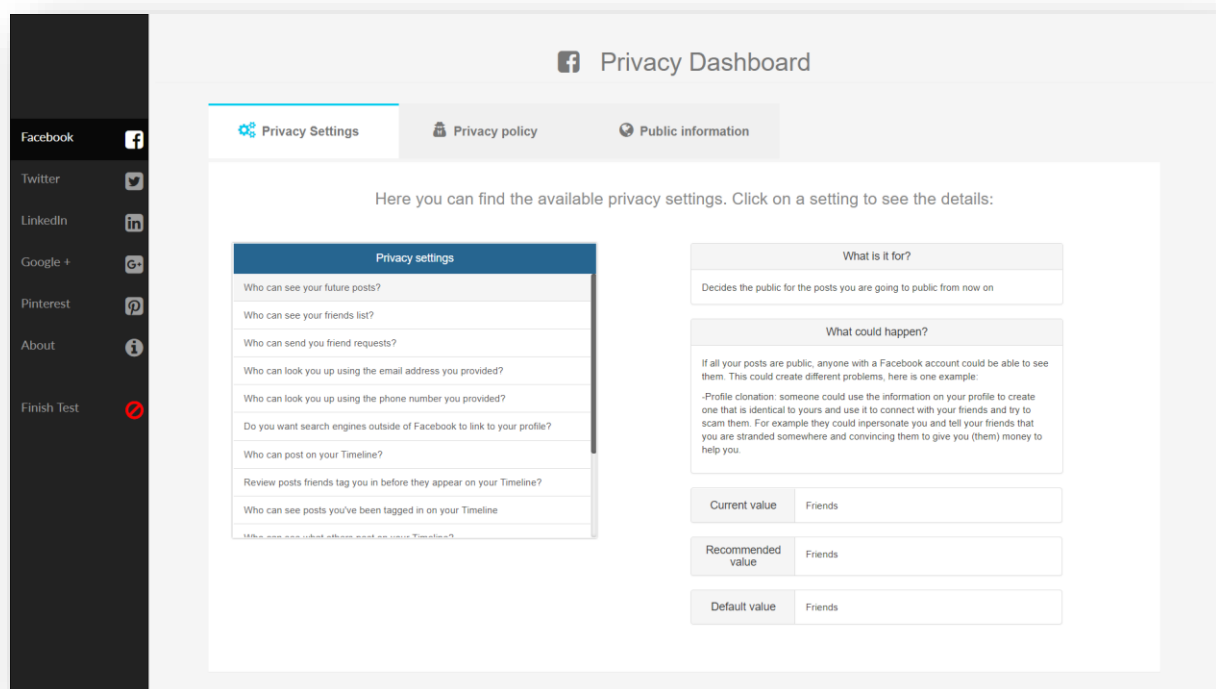 Privacy Dashboard
Facebook
Twitter
LinkedIn
Google +
Pinterest
About
Finish Test
Privacy Settings
Privacy policy
Public information
Here you can find the available privacy settings. Click on a setting to see the details:
Privacy settings
Who can see your future posts?
Who can see your friends list?
Who can send you friend requests?
Who can look you up using the email address you provided?
Who can look you up using the phone number you provided?
Do you want search engines outside of Facebook to link to your profile?
Who can post on your Timeline?
Review posts friends tag you in before they appear on your Timeline?
Who can see posts you've been tagged in on your Timeline
Who can see what others post on your Timeline?
What is it for?
Decides the public for the posts you are going to public from now on
What could happen?
If all your posts are public, anyone with a Facebook account could be able to see
them. This could create different problems, here is one example:
-Profile clonation: someone could use the information on your profile to create
one that is identical to yours and use it to connect with your friends and try to
scam them. For example they could inpersonate you and tell your friends that
you are stranded somewhere and convincing them to give you (them) money to
help you.
Current value
Friends
Recommended
value
Friends
Default value
Friends